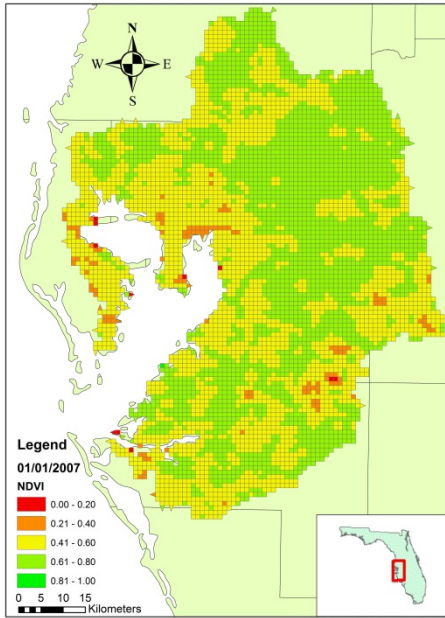 N
W E
S
Legend
01/01/2007
NDVI
0.00 - 0.20
0.21 - 0.40
0.41 - 0.60
0.61 - 0.80
0.81 - 1.00
0 5 10 15
Kilometers